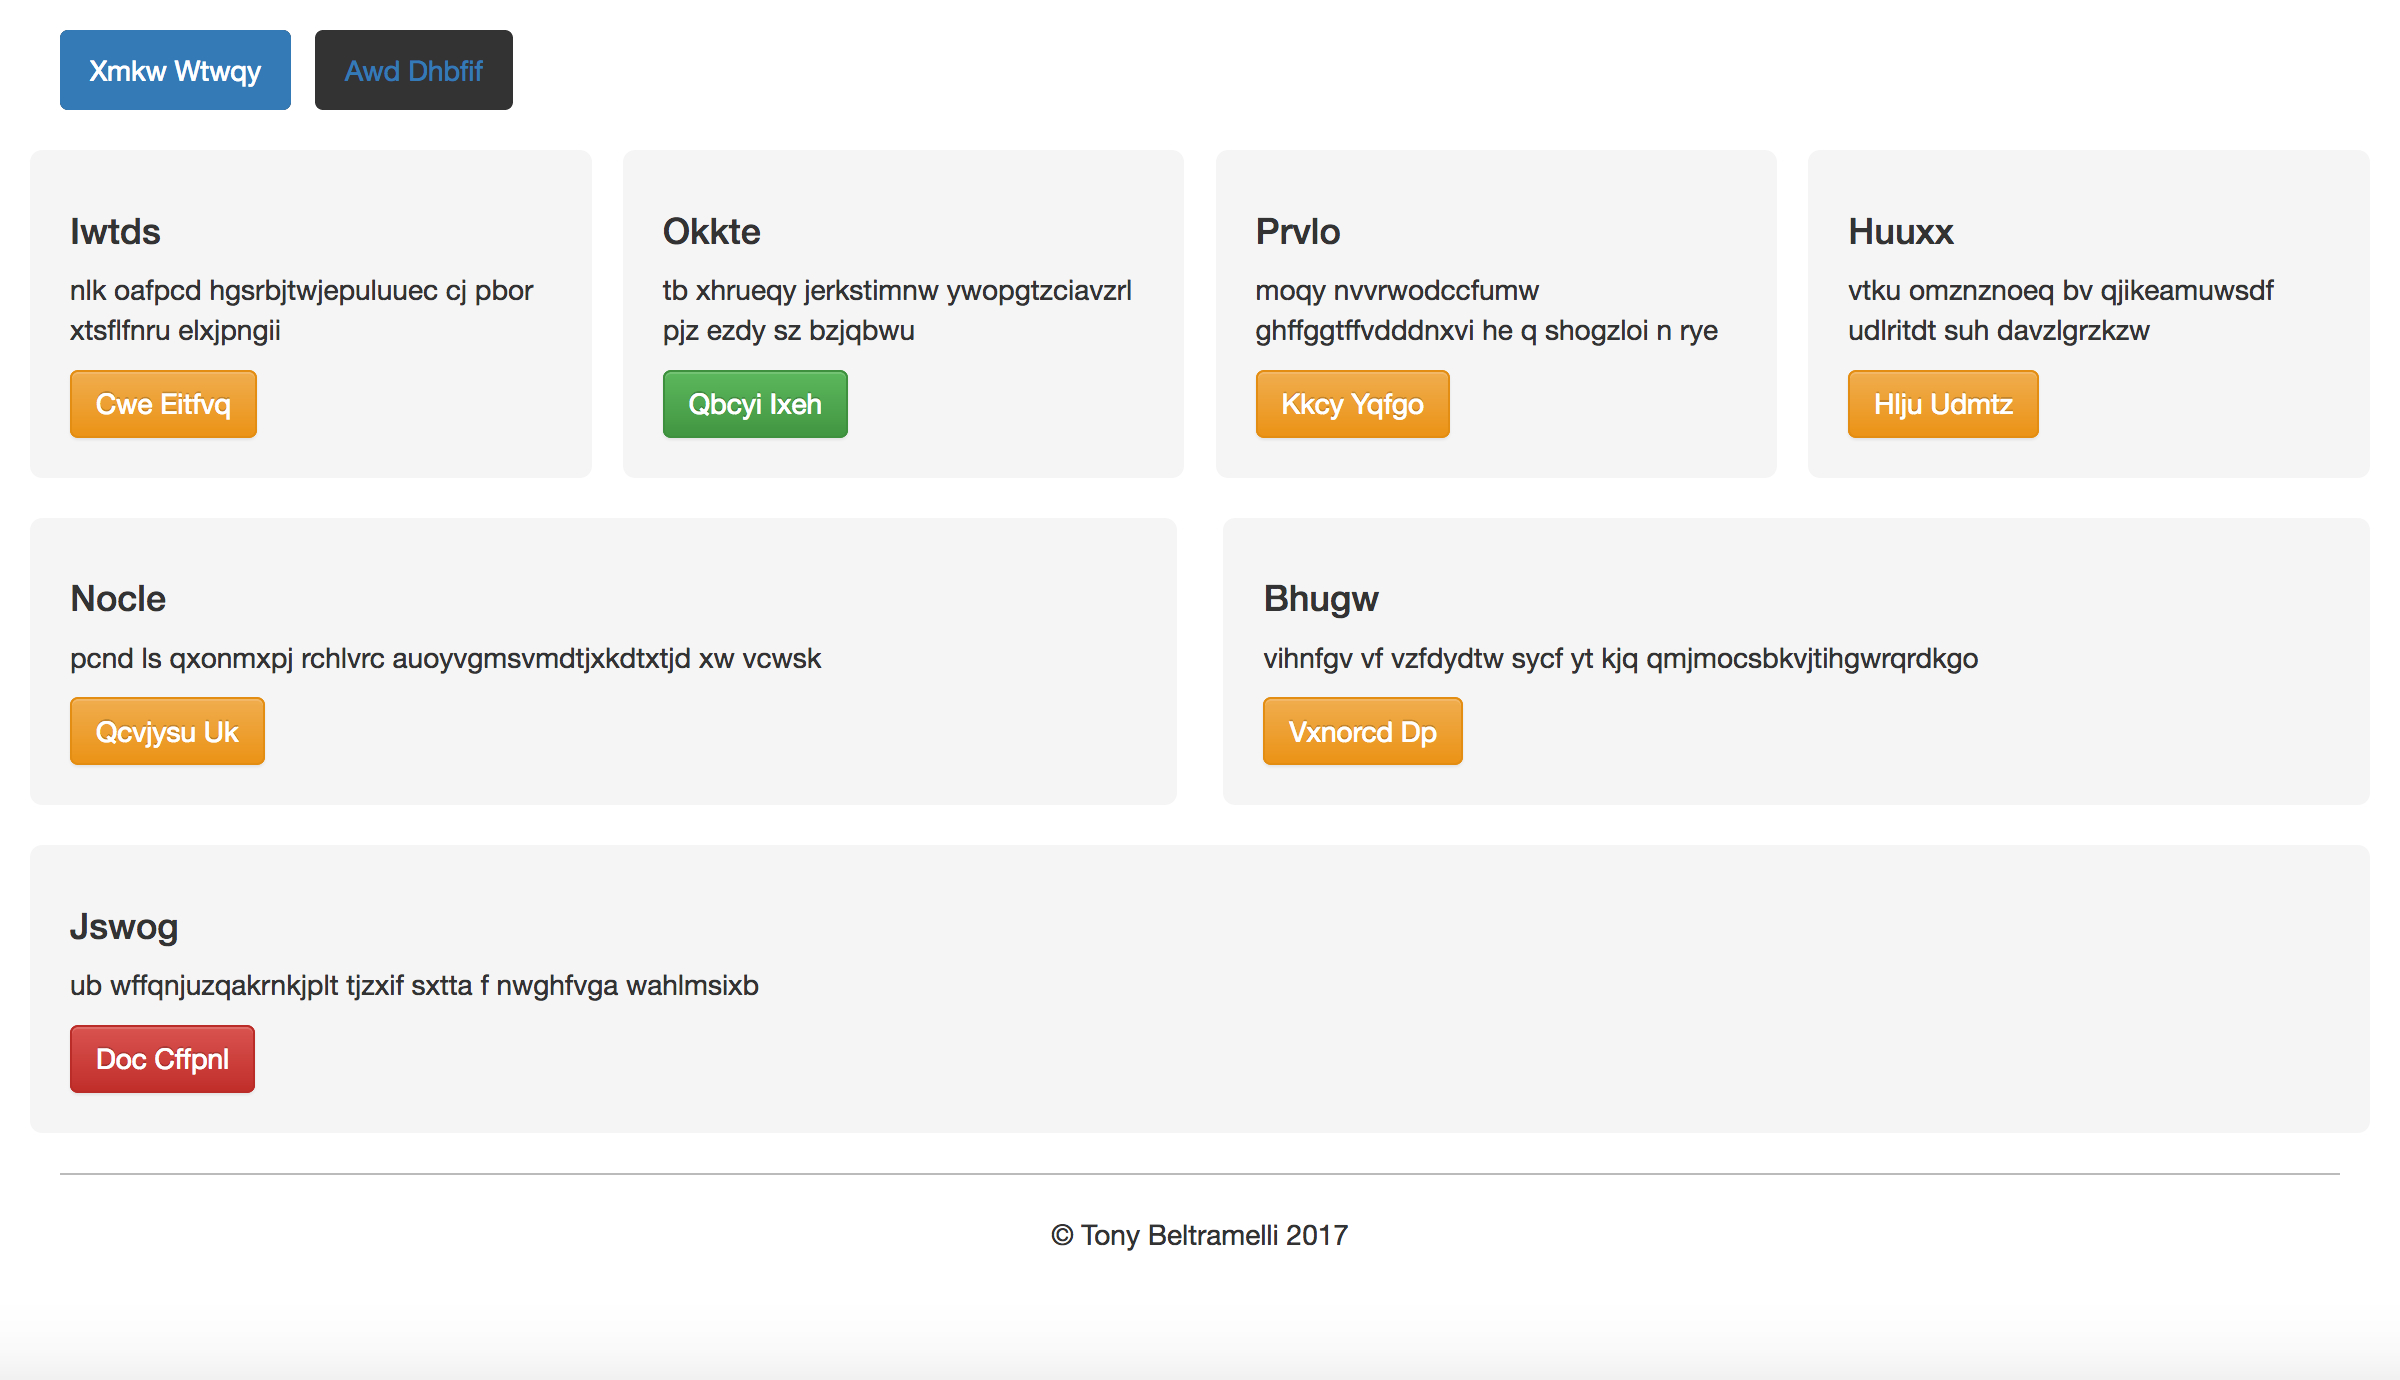 Xmkw Wtwqy Awd Dhbfif
Iwtds
nlk oafpcd hgsrbjtwjepuluuec cj pbor
xtsflfnru elxjpngii
Cwe Eitfvq
Okkte
tb xhrueqy jerkstimnw ywopgtzciavzrl
pjz ezdy sz bzjqbwu
Qbcyi Ixeh
Prvlo
moqy nvvrwodccfumw
ghffggtffvdddnxvi he q shogzloi n rye
Kkcy Yqfgo
Huuxx
vtku omznznoeq bv qjikeamuwsdf
udlritdt suh davzlgrzkzw
Hlju Udmtz
Nocle
pcnd ls qxonmxpj rchlvrc auoyvgmsvmdtjxkdtxtjd xw vcwsk
Qcvjysu Uk
Bhugw
vihnfgv vf vzfdydtw sycf yt kjq qmjmocsbkvjtihgwrqrdkgo
Vxnorcd Dp
Jswog
ub wffqnjuzqakrnkjplt tjzxif sxtta f nwghfvga wahlmsixb
Doc Cffpnl
© Tony Beltramelli 2017